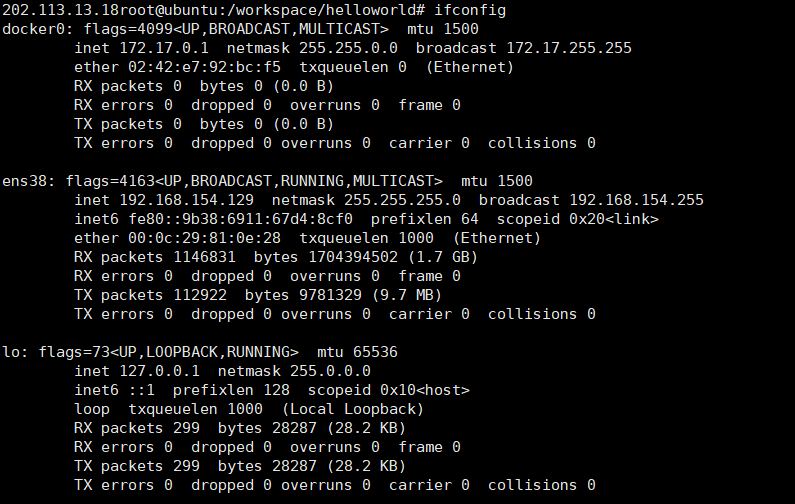 202.113.13.18root@ubuntu:/workspace/helloworld# ifconfig
docker0: flags=4099<UP,BROADCAST,MULTICAST>  mtu 1500
        inet 172.17.0.1  netmask 255.255.0.0  broadcast 172.17.255.255
        ether 02:42:e7:92:bc:f5  txqueuelen 0  (Ethernet)
        RX packets 0  bytes 0 (0.0 B)
        RX errors 0  dropped 0  overruns 0  frame 0
        TX packets 0  bytes 0 (0.0 B)
        TX errors 0  dropped 0 overruns 0  carrier 0  collisions 0

ens38: flags=4163<UP,BROADCAST,RUNNING,MULTICAST>  mtu 1500
        inet 192.168.154.129  netmask 255.255.255.0  broadcast 192.168.154.255
        inet6 fe80::9b38:6911:67d4:8cf0  prefixlen 64  scopeid 0x20<link>
        ether 00:0c:29:81:0e:28  txqueuelen 1000  (Ethernet)
        RX packets 1146831  bytes 1704394502 (1.7 GB)
        RX errors 0  dropped 0  overruns 0  frame 0
        TX packets 112922  bytes 9781329 (9.7 MB)
        TX errors 0  dropped 0 overruns 0  carrier 0  collisions 0

lo: flags=73<UP,LOOPBACK,RUNNING>  mtu 65536
        inet 127.0.0.1  netmask 255.0.0.0
        inet6 ::1  prefixlen 128  scopeid 0x10<host>
        loop  txqueuelen 1000  (Local Loopback)
        RX packets 299  bytes 28287 (28.2 KB)
        RX errors 0  dropped 0  overruns 0  frame 0
        TX packets 299  bytes 28287 (28.2 KB)
        TX errors 0  dropped 0 overruns 0  carrier 0  collisions 0